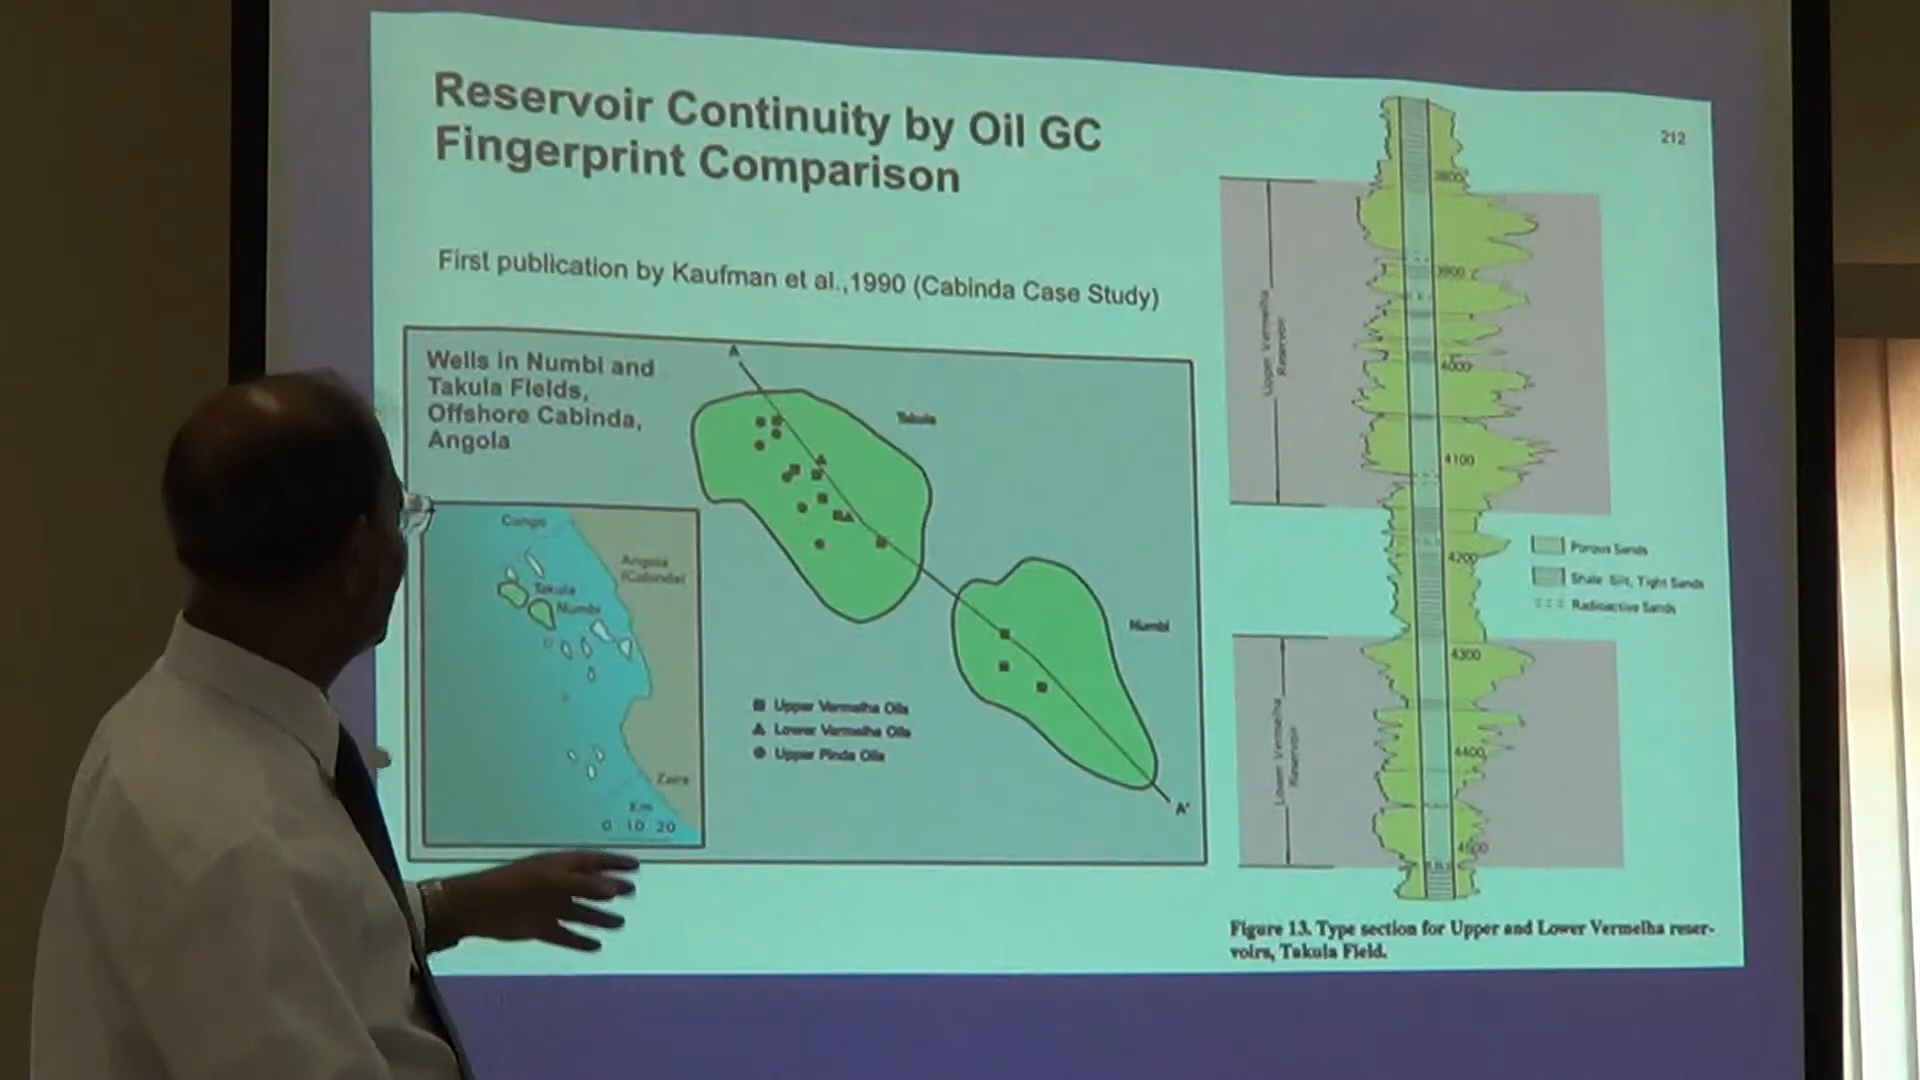 Reservoir Continuity by Oil GC
Fingerprint Comparison
212
First publication by Kaufman et al.,1990 (Cabinda Case Study)
Wells in Numbi and
Takula Fields,
Offshore Cabinda,
Angola
A
Takula
Numbi
A'
Congo
Angola
(Cabinda)
Takula
Numbi
Zaire
Km
0 10 20
Upper Vermelha Oils
Lower Vermelha Oils
Upper Pinda Oils
3800
3900
4000
4100
4200
4300
4400
4500
Upper Vermelha
Reservoir
Lower Vermelha
Reservoir
Porous Sands
Shale, Silt, Tight Sands
Radioactive Sands
Figure 13. Type section for Upper and Lower Vermelha reser-
voirs, Takula Field.